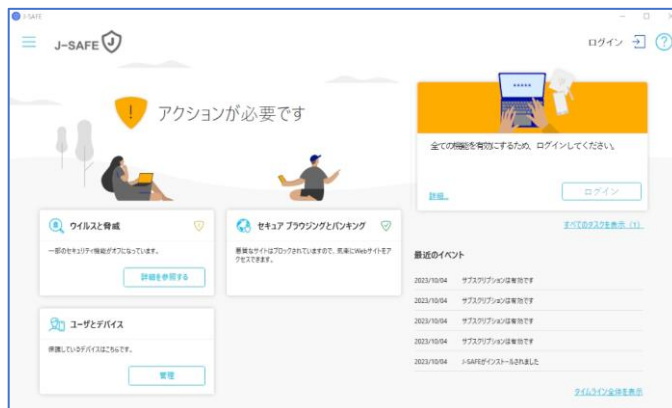 J-SAFE
J-SAFE
ログイン
アクションが必要です
全ての機能を有効にするため、ログインしてください。
詳細...
ログイン
すべてのタスクを表示 (1)
ウイルスと脅威
一部のセキュリティ機能がオフになっています。
詳細を参照する
セキュア ブラウジングとバンキング
悪質なサイトはブロックされていますので、気楽にWebサイトをア
クセスできます。
ユーザとデバイス
保護しているデバイスはこちらです。
管理
最近のイベント
2023/10/04 サブスクリプションは有効です
2023/10/04 サブスクリプションは有効です
2023/10/04 サブスクリプションは有効です
2023/10/04 サブスクリプションは有効です
2023/10/04 J-SAFEがインストールされました
タイムライン全体を表示